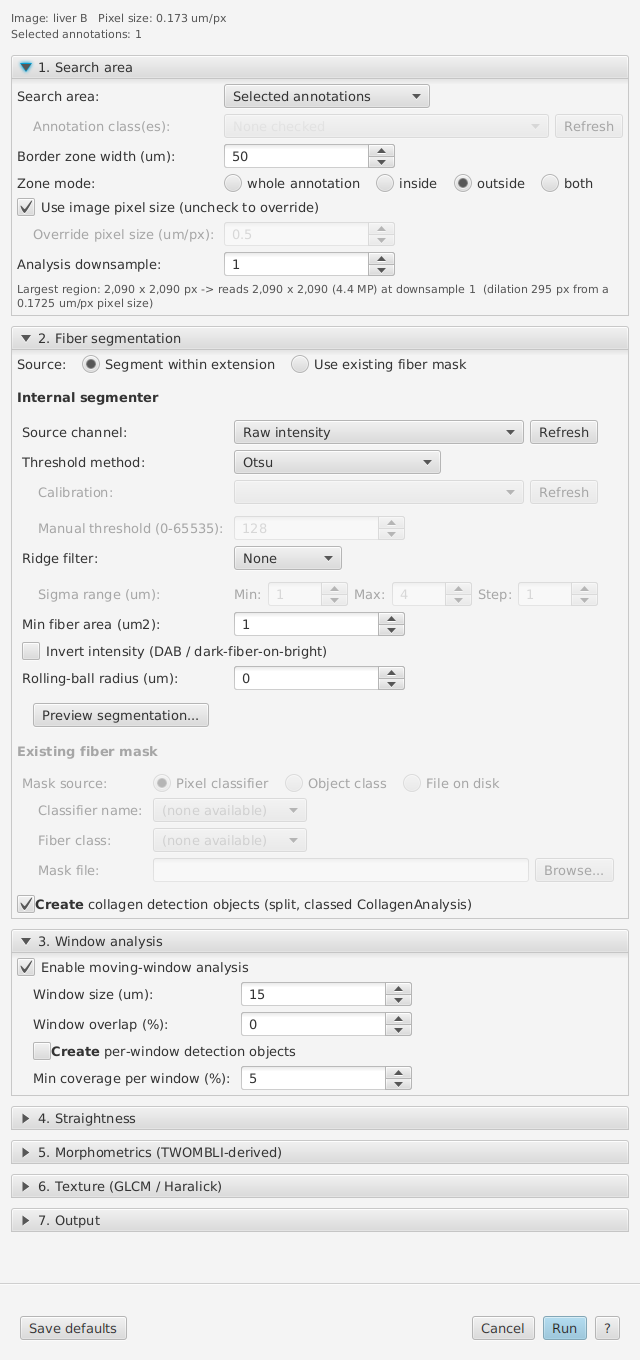 Image: liver B   Pixel size: 0.173 um/px
Selected annotations: 1
1. Search area
Search area: Selected annotations
Annotation class(es): None checked Refresh
Border zone width (um): 50
Zone mode: whole annotation inside outside both
Use image pixel size (uncheck to override)
Override pixel size (um/px): 0.5
Analysis downsample: 1
Largest region: 2,090 x 2,090 px -> reads 2,090 x 2,090 (4.4 MP) at downsample 1  (dilation 295 px from a
0.1725 um/px pixel size)
2. Fiber segmentation
Source: Segment within extension Use existing fiber mask
Internal segmenter
Source channel: Raw intensity Refresh
Threshold method: Otsu
Calibration: Refresh
Manual threshold (0-65535): 128
Ridge filter: None
Sigma range (um): Min: 1 Max: 4 Step: 1
Min fiber area (um2): 1
Invert intensity (DAB / dark-fiber-on-bright)
Rolling-ball radius (um): 0
Preview segmentation...
Existing fiber mask
Mask source: Pixel classifier Object class File on disk
Classifier name: (none available)
Fiber class: (none available)
Mask file: Browse...
Create collagen detection objects (split, classed CollagenAnalysis)
3. Window analysis
Enable moving-window analysis
Window size (um): 15
Window overlap (%): 0
Create per-window detection objects
Min coverage per window (%): 5
4. Straightness
5. Morphometrics (TWOMBLI-derived)
6. Texture (GLCM / Haralick)
7. Output
Save defaults Cancel Run ?